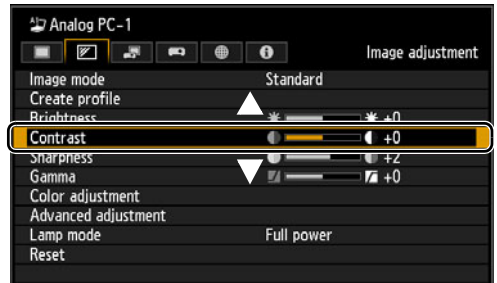 Analog PC-1
Image adjustment
Image mode Standard
Create profile
Brightness +0
Contrast +0
Sharpness +2
Gamma +0
Color adjustment
Advanced adjustment
Lamp mode Full power
Reset